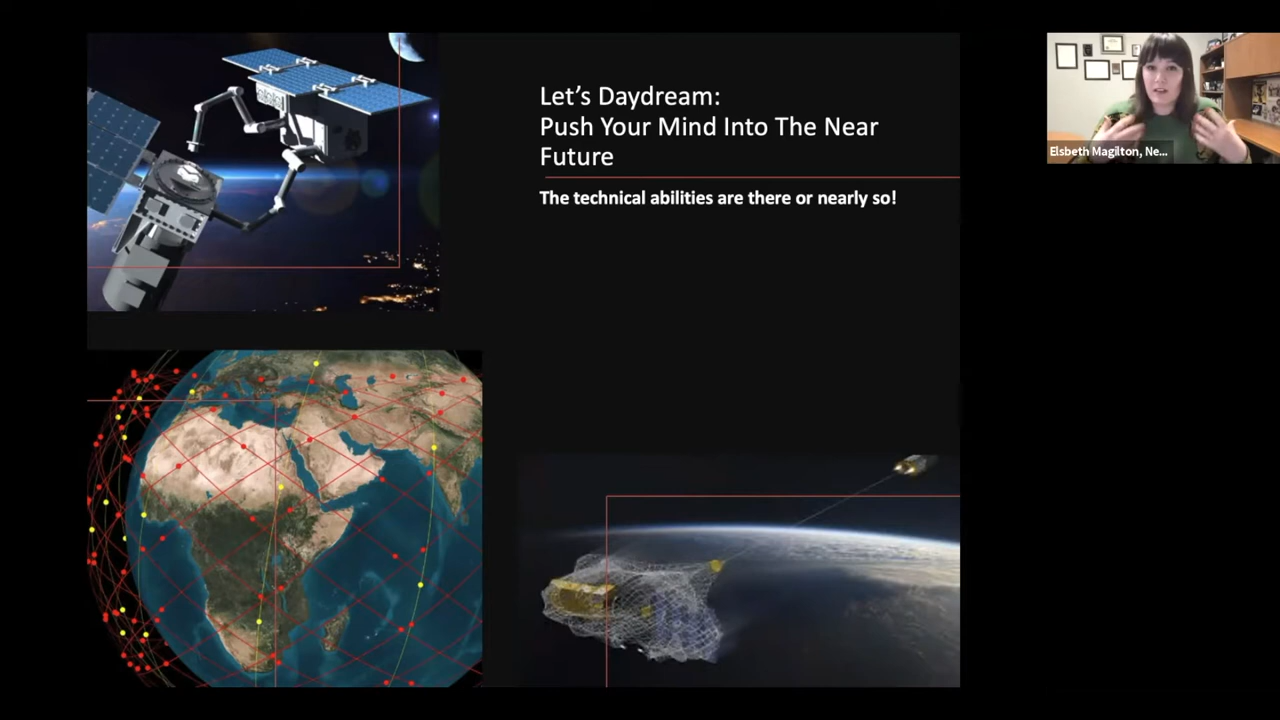 Let's Daydream:
Push Your Mind Into The Near
Future
The technical abilities are there or nearly so!
Elsbeth Magilton, Ne...